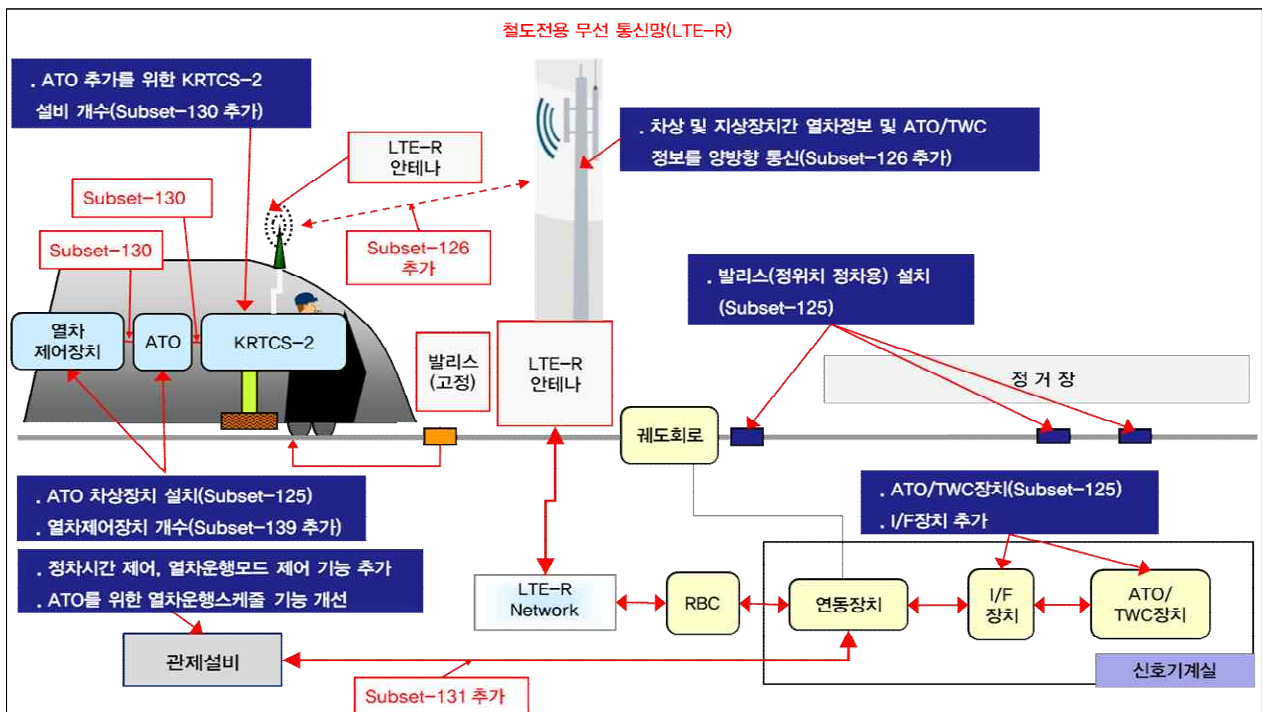 철도전용 무선 통신망(LTE-R)
. ATO 추가를 위한 KRTCS-2
설비 개수(Subset-130 추가)
LTE-R
안테나
. 차상 및 지상장치간 열차정보 및 ATO/TWC
정보를 양방향 통신(Subset-126 추가)
Subset-130
Subset-130
Subset-126
추가
. 발리스(정위치 정차용) 설치
(Subset-125)
열차
제어장치
ATO
KRTCS-2
발리스
(고정)
LTE-R
안테나
정 거 장
궤도회로
. ATO 차상장치 설치(Subset-125)
. 열차제어장치 개수(Subset-139 추가)
. ATO/TWC장치(Subset-125)
. I/F장치 추가
. 정차시간 제어, 열차운행모드 제어 기능 추가
. ATO를 위한 열차운행스케줄 기능 개선
LTE-R
Network
RBC
연동장치
I/F
장치
ATO/
TWC장치
관제설비
신호기계실
Subset-131 추가